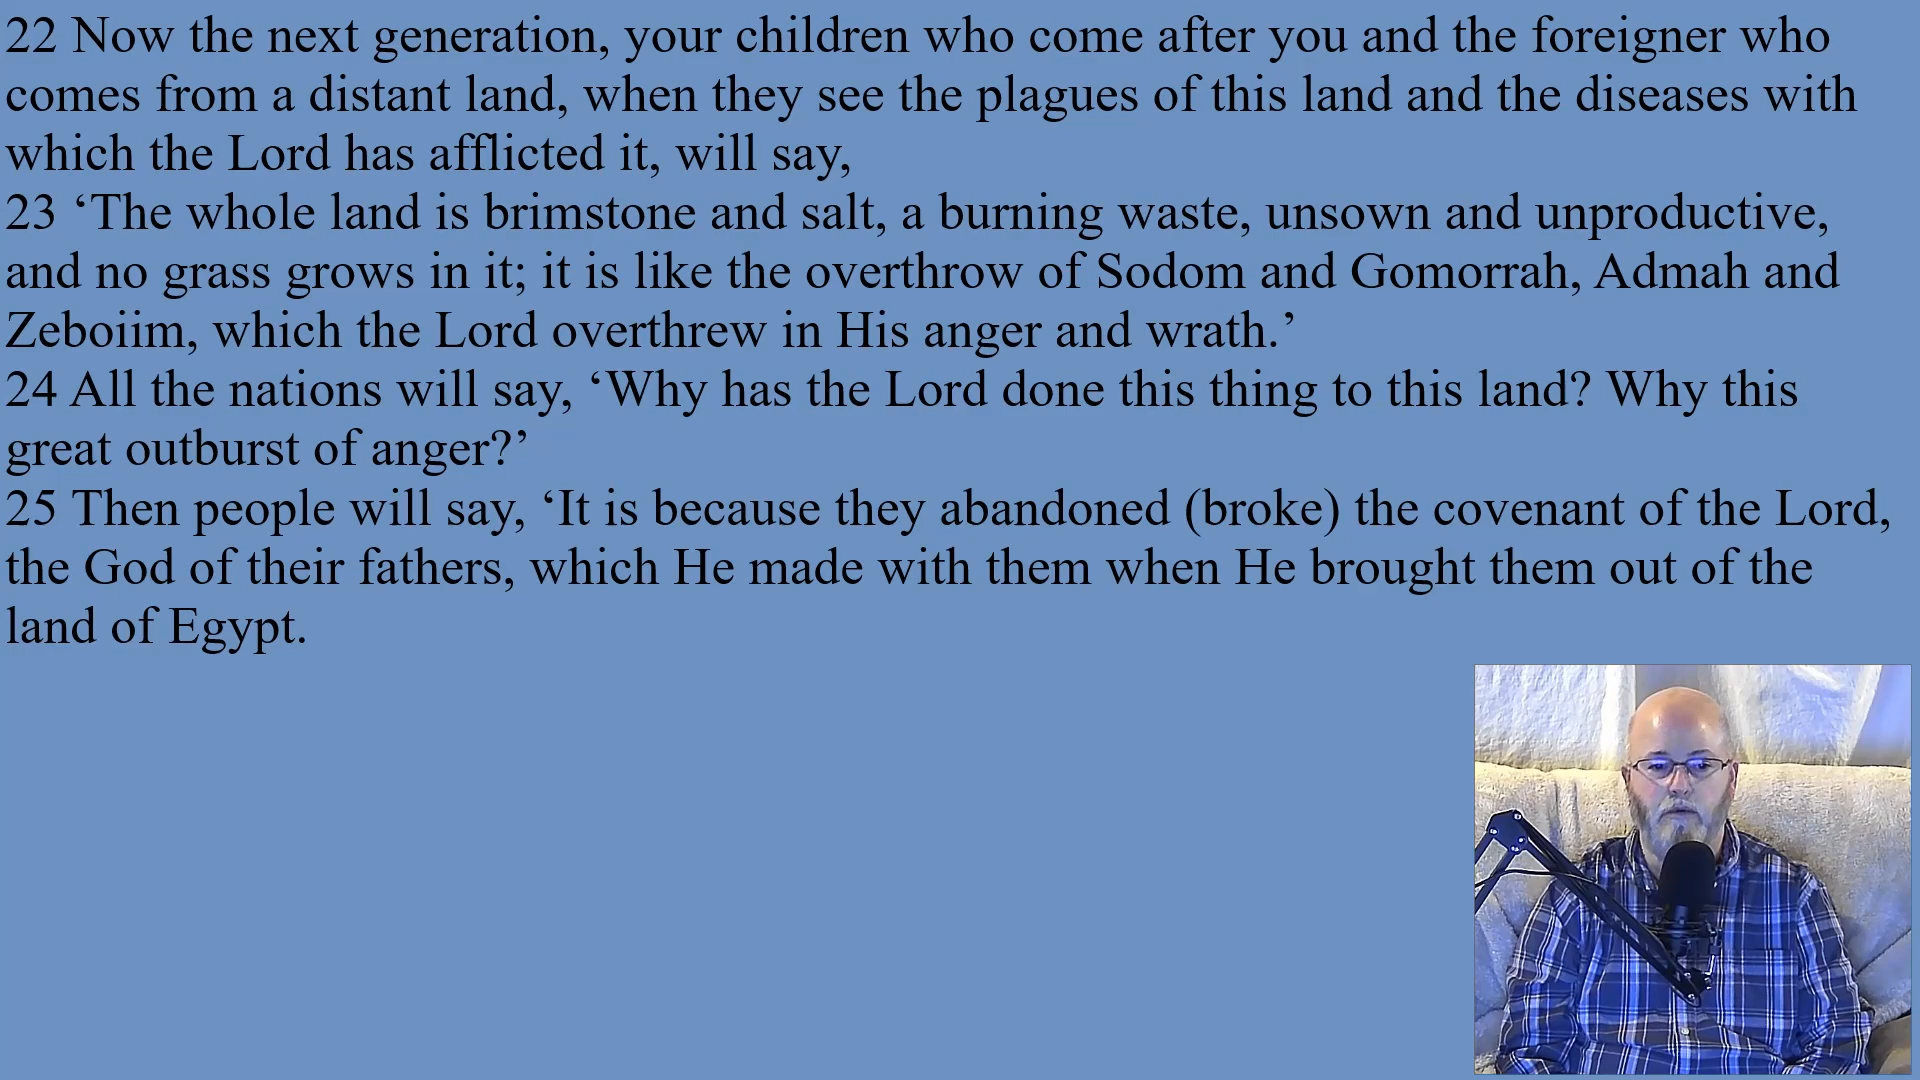 22 Now the next generation, your children who come after you and the foreigner who
comes from a distant land, when they see the plagues of this land and the diseases with
which the Lord has afflicted it, will say,
23 ‘The whole land is brimstone and salt, a burning waste, unsown and unproductive,
and no grass grows in it; it is like the overthrow of Sodom and Gomorrah, Admah and
Zeboiim, which the Lord overthrew in His anger and wrath.’
24 All the nations will say, ‘Why has the Lord done this thing to this land? Why this
great outburst of anger?’
25 Then people will say, ‘It is because they abandoned (broke) the covenant of the Lord,
the God of their fathers, which He made with them when He brought them out of the
land of Egypt.